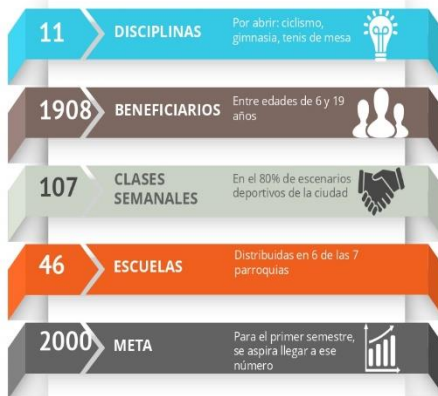 11
DISCIPLINAS
Por abrir: ciclismo,
gimnasia, tenis de mesa
1908
BENEFICIARIOS
Entre edades de 6 y 19
años
107
CLASES
SEMANALES
En el 80% de escenarios
deportivos de la ciudad
46
ESCUELAS
Distribuidas en 6 de las 7
parroquias
2000
META
Para el primer semestre,
se aspira llegar a ese
número